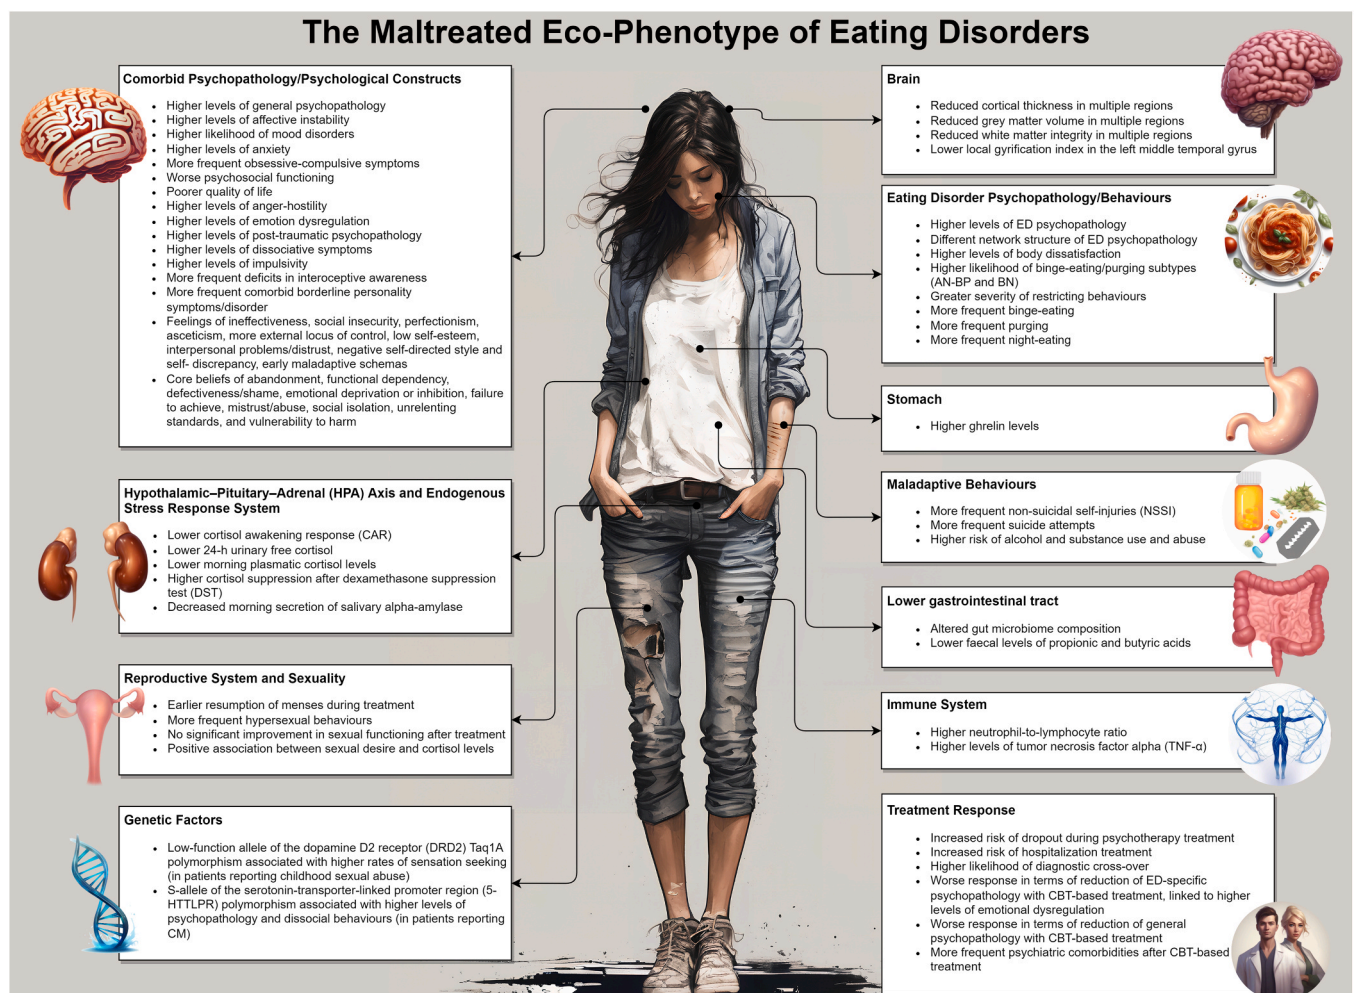 The Maltreated Eco-Phenotype of Eating Disorders
Comorbid Psychopathology/Psychological Constructs
• Higher levels of general psychopathology
• Higher levels of affective instability
• Higher likelihood of mood disorders
• Higher levels of anxiety
• More frequent obsessive-compulsive symptoms
• Worse psychosocial functioning
• Poorer quality of life
• Higher levels of anger-hostility
• Higher levels of emotion dysregulation
• Higher levels of post-traumatic psychopathology
• Higher levels of dissociative symptoms
• Higher levels of impulsivity
• More frequent deficits in interoceptive awareness
• More frequent comorbid borderline personality
symptoms/disorder
• Feelings of ineffectiveness, social insecurity, perfectionism,
asceticism, more external locus of control, low self-esteem,
interpersonal problems/distrust, negative self-directed style and
self- discrepancy, early maladaptive schemas
• Core beliefs of abandonment, functional dependency,
defectiveness/shame, emotional deprivation or inhibition, failure
to achieve, mistrust/abuse, social isolation, unrelenting
standards, and vulnerability to harm
Hypothalamic–Pituitary–Adrenal (HPA) Axis and Endogenous
Stress Response System
• Lower cortisol awakening response (CAR)
• Lower 24-h urinary free cortisol
• Lower morning plasmatic cortisol levels
• Higher cortisol suppression after dexamethasone suppression
test (DST)
• Decreased morning secretion of salivary alpha-amylase
Reproductive System and Sexuality
• Earlier resumption of menses during treatment
• More frequent hypersexual behaviours
• No significant improvement in sexual functioning after treatment
• Positive association between sexual desire and cortisol levels
Genetic Factors
• Low-function allele of the dopamine D2 receptor (DRD2) Taq1A
polymorphism associated with higher rates of sensation seeking
(in patients reporting childhood sexual abuse)
• S-allele of the serotonin-transporter-linked promoter region (5-
HTTLPR) polymorphism associated with higher levels of
psychopathology and dissocial behaviours (in patients reporting
CM)
Brain
• Reduced cortical thickness in multiple regions
• Reduced grey matter volume in multiple regions
• Reduced white matter integrity in multiple regions
• Lower local gyrification index in the left middle temporal gyrus
Eating Disorder Psychopathology/Behaviours
• Higher levels of ED psychopathology
• Different network structure of ED psychopathology
• Higher levels of body dissatisfaction
• Higher likelihood of binge-eating/purging subtypes
(AN-BP and BN)
• Greater severity of restricting behaviours
• More frequent binge-eating
• More frequent purging
• More frequent night-eating
Stomach
• Higher ghrelin levels
Maladaptive Behaviours
• More frequent non-suicidal self-injuries (NSSI)
• More frequent suicide attempts
• Higher risk of alcohol and substance use and abuse
Lower gastrointestinal tract
• Altered gut microbiome composition
• Lower faecal levels of propionic and butyric acids
Immune System
• Higher neutrophil-to-lymphocyte ratio
• Higher levels of tumor necrosis factor alpha (TNF-α)
Treatment Response
• Increased risk of dropout during psychotherapy treatment
• Increased risk of hospitalization treatment
• Higher likelihood of diagnostic cross-over
• Worse response in terms of reduction of ED-specific
psychopathology with CBT-based treatment, linked to higher
levels of emotional dysregulation
• Worse response in terms of reduction of general
psychopathology with CBT-based treatment
• More frequent psychiatric comorbidities after CBT-based
treatment